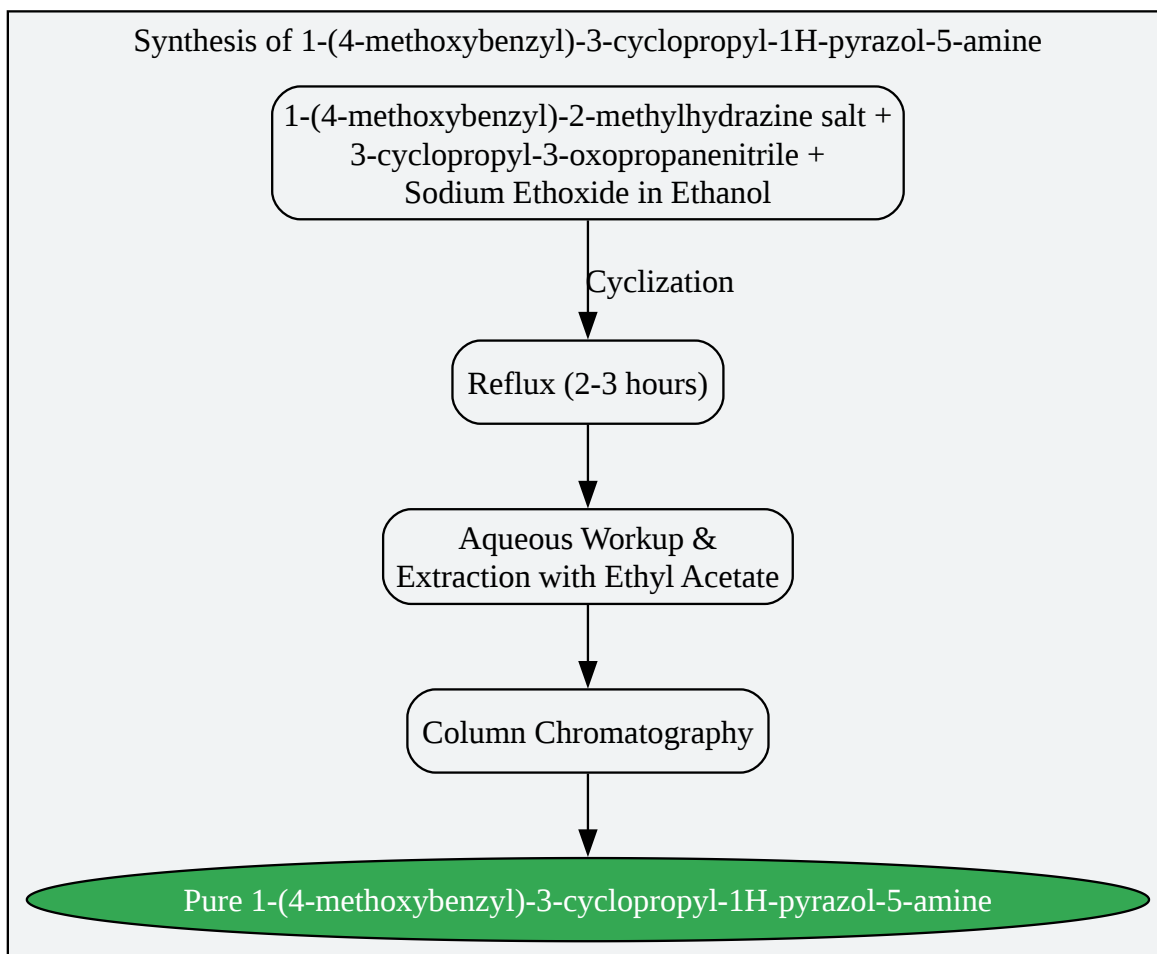 Synthesis of 1-(4-methoxybenzyl)-3-cyclopropyl-1H-pyrazol-5-amine
1-(4-methoxybenzyl)-2-methylhydrazine salt +
3-cyclopropyl-3-oxopropanenitrile +
Sodium Ethoxide in Ethanol
Cyclization
Reflux (2-3 hours)
Aqueous Workup &
Extraction with Ethyl Acetate
Column Chromatography
Pure 1-(4-methoxybenzyl)-3-cyclopropyl-1H-pyrazol-5-amine